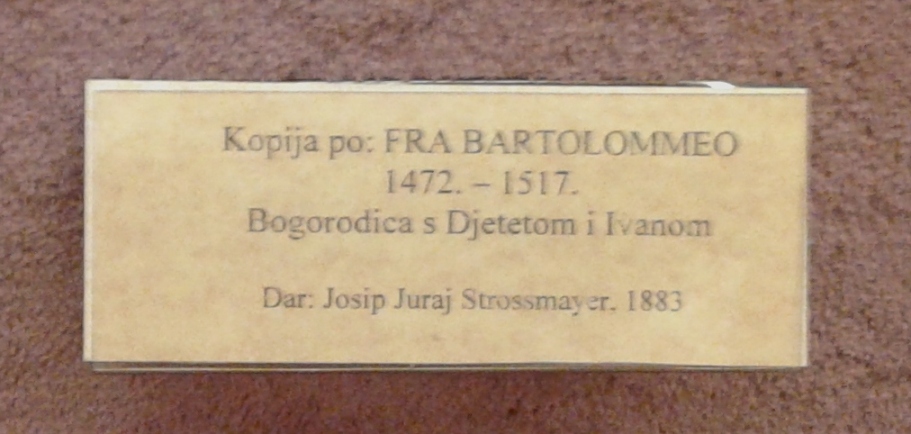 Kopija po: FRA BARTOLOMMEO
1472. – 1517.
Bogorodica s Djetetom i Ivanom
Dar: Josip Juraj Strossmayer. 1883